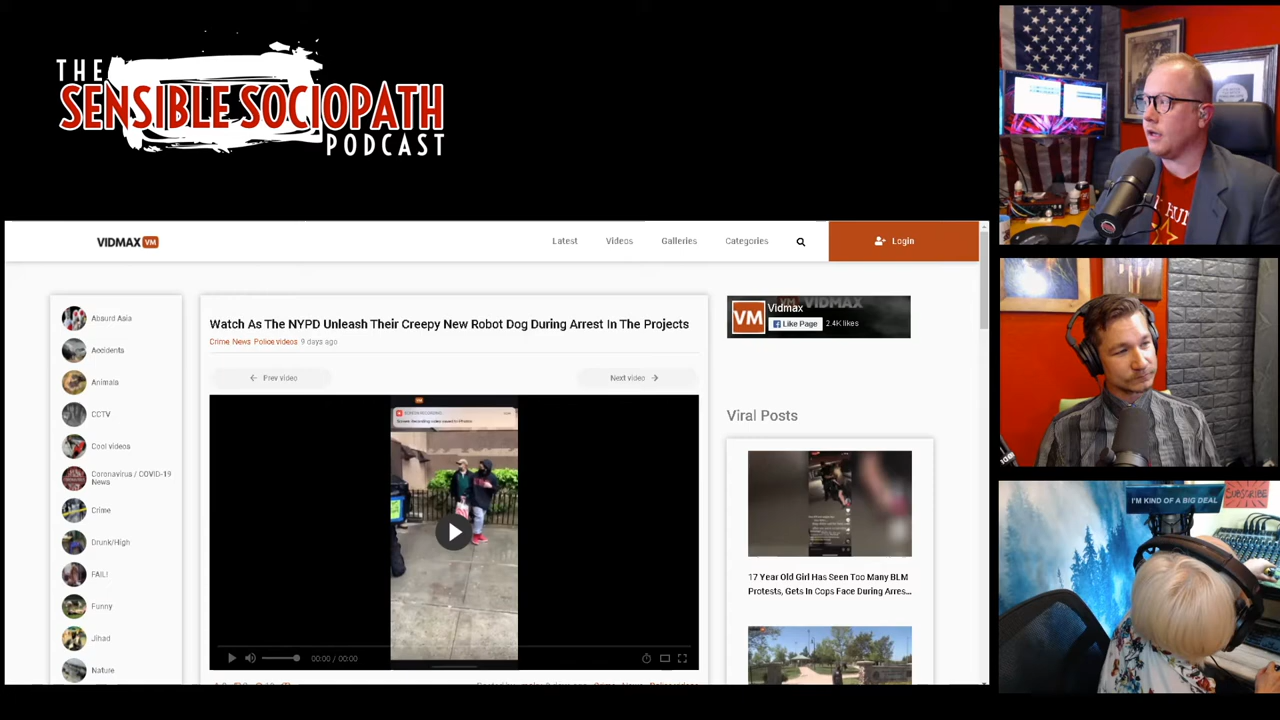 THE
SENSIBLE SOCIOPATH
PODCAST
VIDMAX VM
Latest
Videos
Galleries
Categories
Login
Absurd Asia
Accidents
Animals
CCTV
Cool videos
Coronavirus / COVID-19
News
Crime
Drunk/High
FAIL!
Funny
Jihad
Nature
Watch As The NYPD Unleash Their Creepy New Robot Dog During Arrest In The Projects
Crime News Police videos 9 days ago
← Prev video
Next video →
00:00 / 00:00
VM
VIDMAX
Vidmax
Like Page
2.4K likes
Viral Posts
17 Year Old Girl Has Seen Too Many BLM
Protests, Gets In Cops Face During Arres...
I'M KIND OF A BIG DEAL
SUBSCRIBE